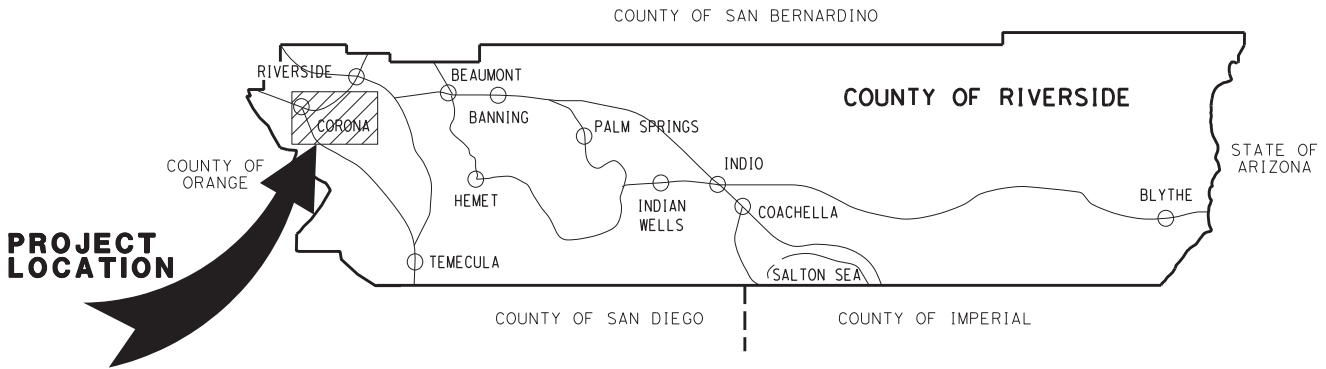 COUNTY OF SAN BERNARDINO
RIVERSIDE
BEAUMONT
COUNTY OF RIVERSIDE
BANNING
CORONA
PALM SPRINGS
STATE OF
ARIZONA
COUNTY OF
ORANGE
INDIO
HEMET
BLYTHE
INDIAN
WELLS
COACHELLA
PROJECT
LOCATION
TEMECULA
SALTON SEA
COUNTY OF SAN DIEGO
COUNTY OF IMPERIAL